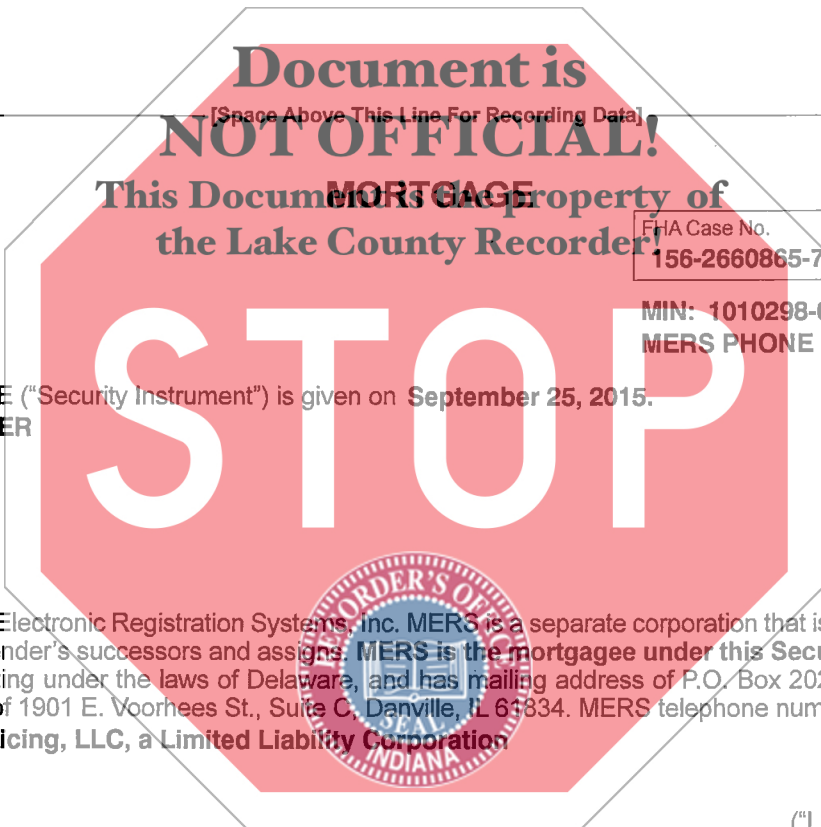 Document is
[Space Above This Line For Recording Data]
NOT OFFICIAL!
This Document is the property of
MORTGAGE
the Lake County Recorder!
FHA Case No.
156-2660865-7
MIN: 1010298-0
MERS PHONE
E ("Security Instrument") is given on September 25, 2015.
ER
STOP
RECORDER'S OFFICE
Electronic Registration Systems, Inc. MERS is a separate corporation that is
nder's successors and assigns. MERS is the mortgagee under this Secu
ting under the laws of Delaware, and has mailing address of P.O. Box 202
of 1901 E. Voorhees St., Suite C, Danville, IL 61834. MERS telephone num
SEAL
icing, LLC, a Limited Liability Corporation
INDIANA
("L